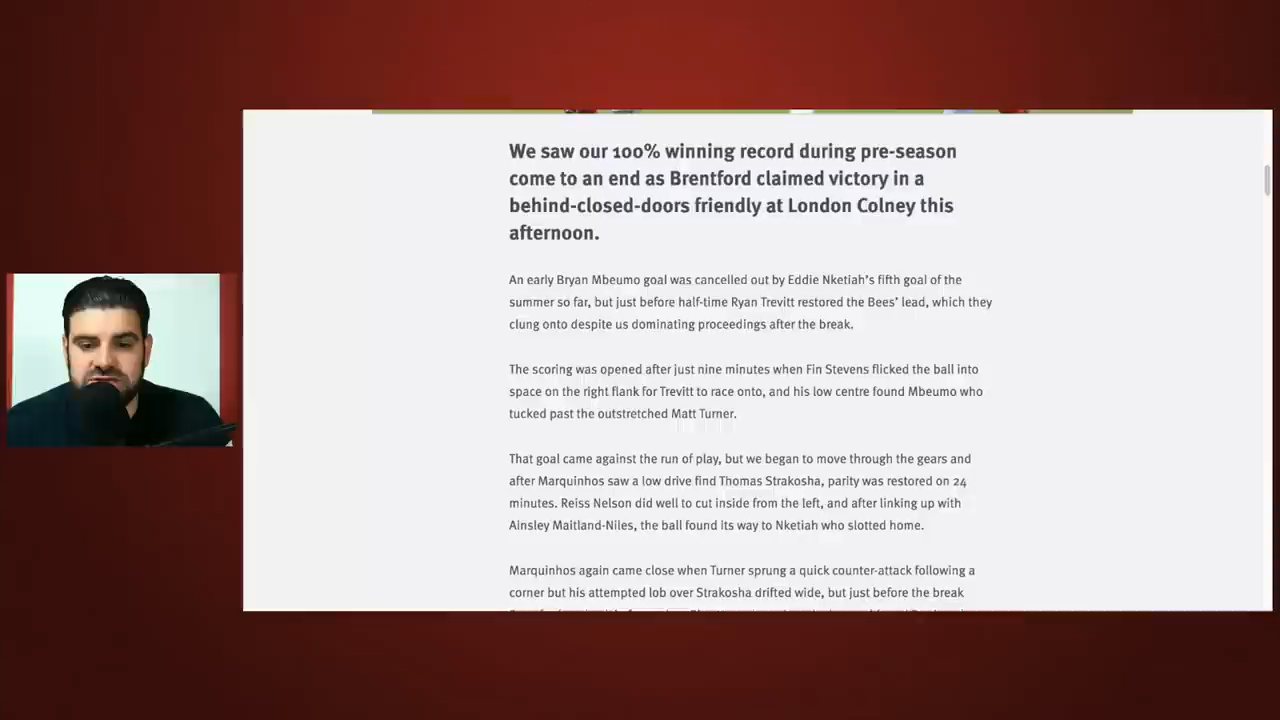 We saw our 100% winning record during pre-season
come to an end as Brentford claimed victory in a
behind-closed-doors friendly at London Colney this
afternoon.
An early Bryan Mbeumo goal was cancelled out by Eddie Nketiah's fifth goal of the
summer so far, but just before half-time Ryan Trevitt restored the Bees' lead, which they
clung onto despite us dominating proceedings after the break.
The scoring was opened after just nine minutes when Fin Stevens flicked the ball into
space on the right flank for Trevitt to race onto, and his low centre found Mbeumo who
tucked past the outstretched Matt Turner.
That goal came against the run of play, but we began to move through the gears and
after Marquinhos saw a low drive find Thomas Strakosha, parity was restored on 24
minutes. Reiss Nelson did well to cut inside from the left, and after linking up with
Ainsley Maitland-Niles, the ball found its way to Nketiah who slotted home.
Marquinhos again came close when Turner sprung a quick counter-attack following a
corner but his attempted lob over Strakosha drifted wide, but just before the break